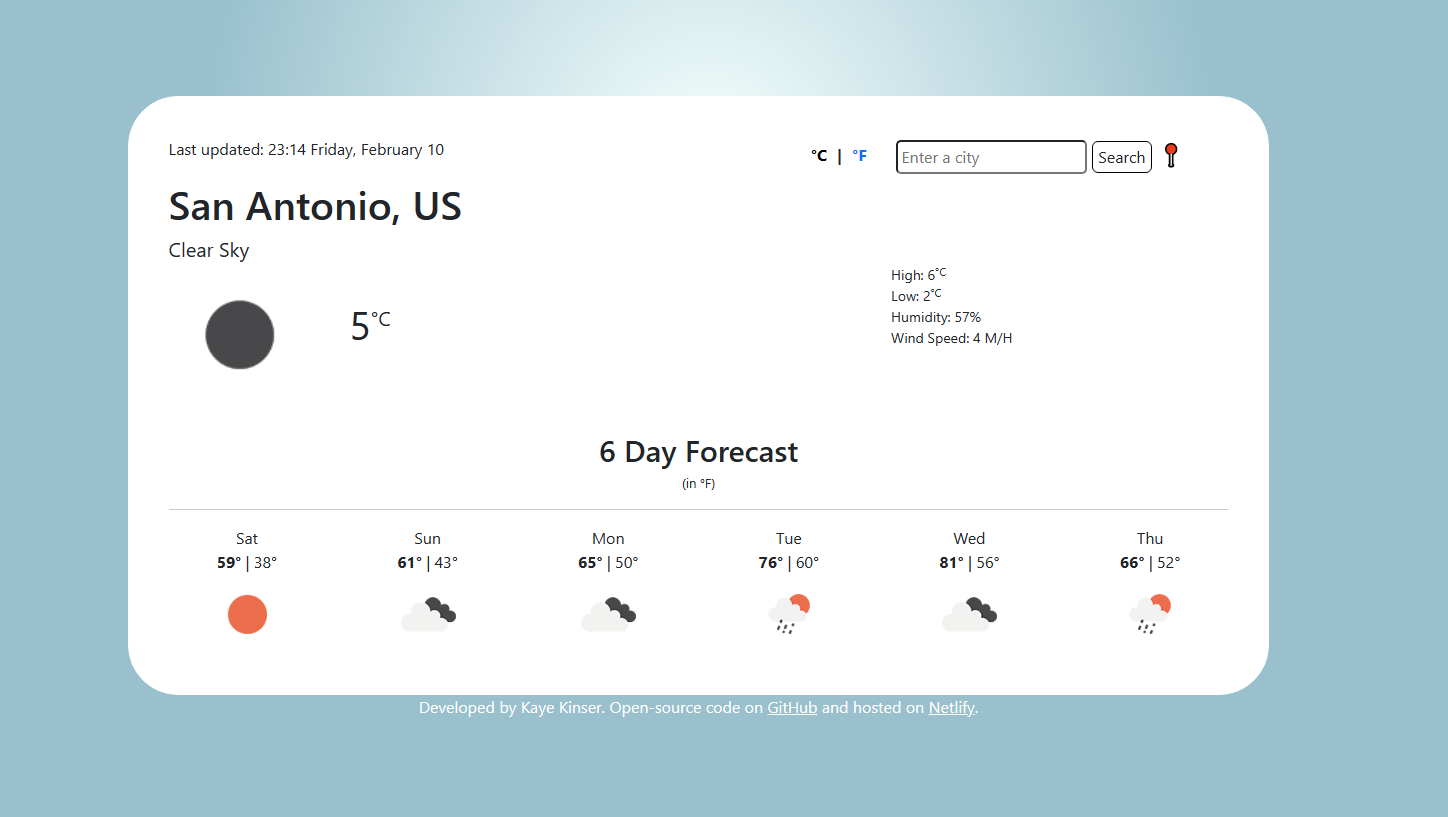 Last updated: 23:14 Friday, February 10
°C | °F
Enter a city
Search
San Antonio, US
Clear Sky
5°C
High: 6°C
Low: 2°C
Humidity: 57%
Wind Speed: 4 M/H
6 Day Forecast
(in °F)
Sat Sun Mon Tue Wed Thu
59° | 38° 61° | 43° 65° | 50° 76° | 60° 81° | 56° 66° | 52°
Developed by Kaye Kinser. Open-source code on GitHub and hosted on Netlify.